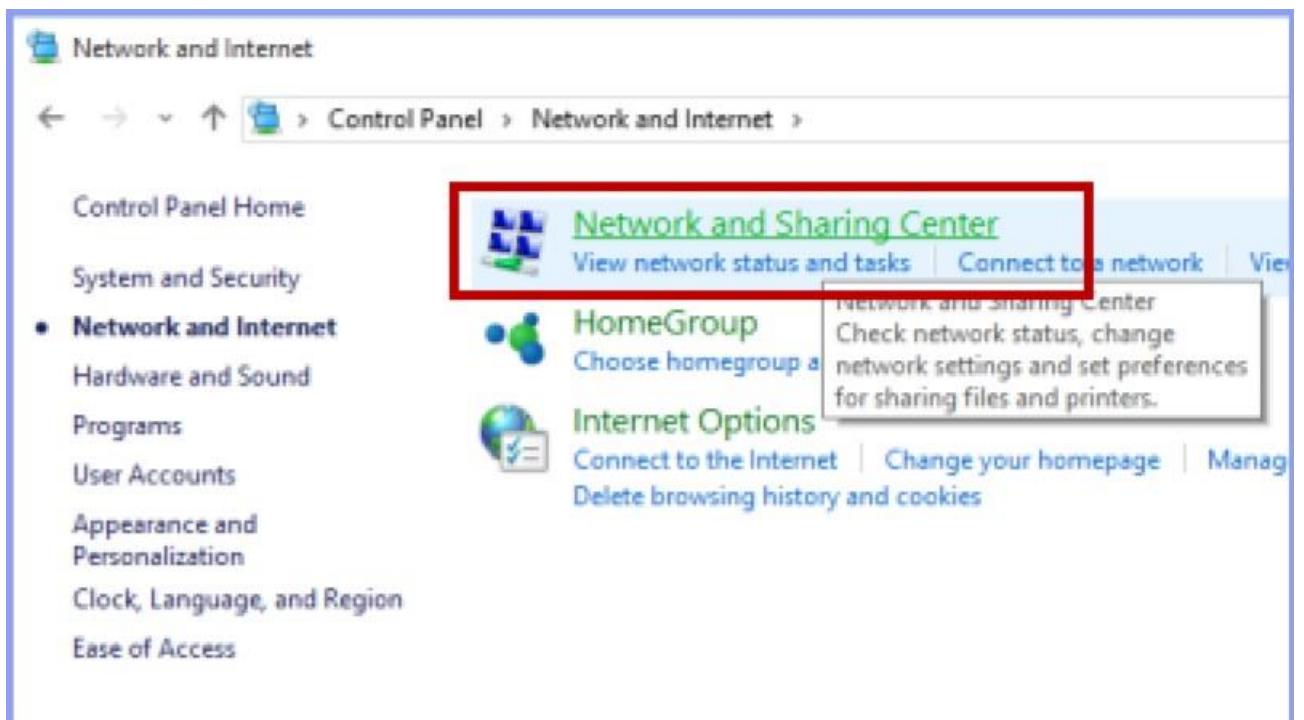 Network and Internet
Control Panel > Network and Internet >
Control Panel Home
System and Security
Network and Internet
Hardware and Sound
Programs
User Accounts
Appearance and
Personalization
Clock, Language, and Region
Ease of Access
Network and Sharing Center
View network status and tasks | Connect to a network
HomeGroup
Choose homegroup
Network and Sharing Center
Check network status, change
network settings and set preferences
for sharing files and printers.
Internet Options
Connect to the Internet | Change your homepage
Delete browsing history and cookies